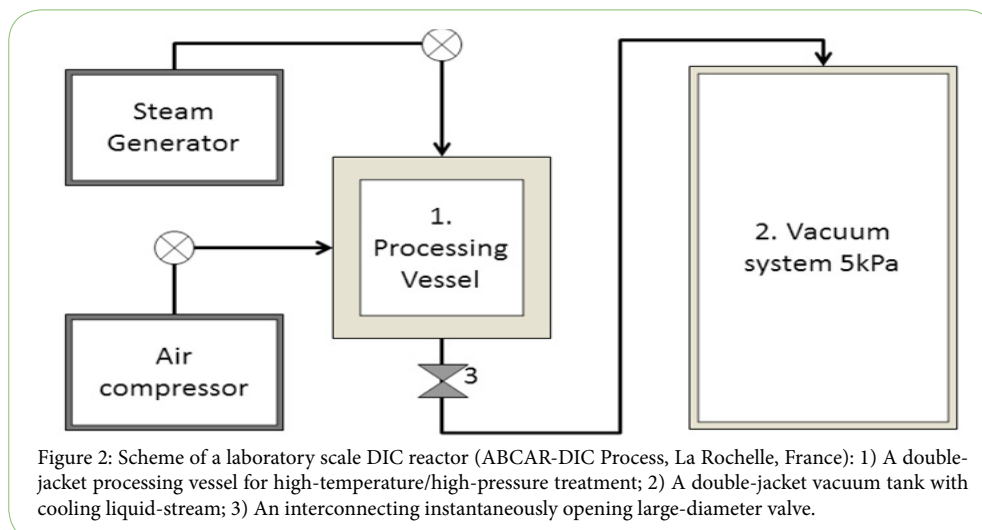 Steam
Generator
1.
Processing
Vessel
2. Vacuum
system 5kPa
Air
compressor
3
Figure 2: Scheme of a laboratory scale DIC reactor (ABCAR-DIC Process, La Rochelle, France): 1) A double-
jacket processing vessel for high-temperature/high-pressure treatment; 2) A double-jacket vacuum tank with
cooling liquid-stream; 3) An interconnecting instantaneously opening large-diameter valve.